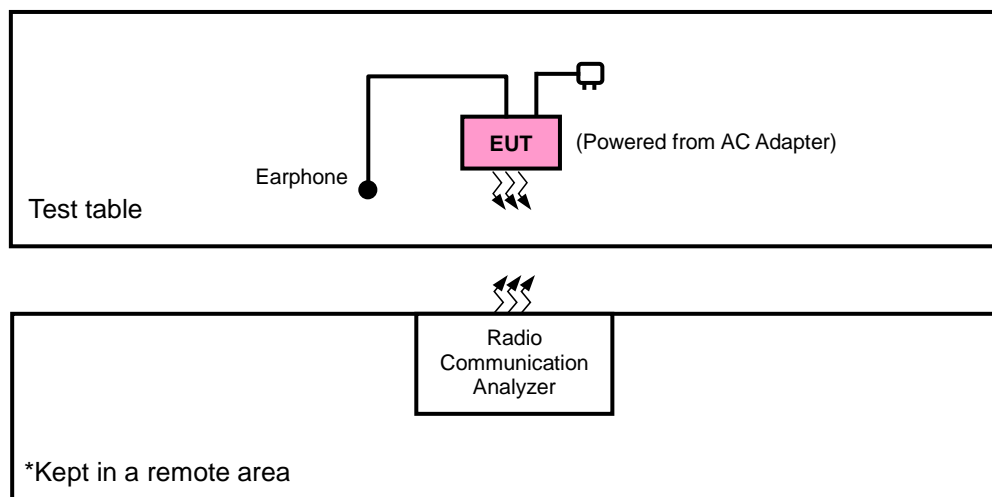 EUT
(Powered from AC Adapter)
Earphone
Test table
Radio
Communication
Analyzer
*Kept in a remote area